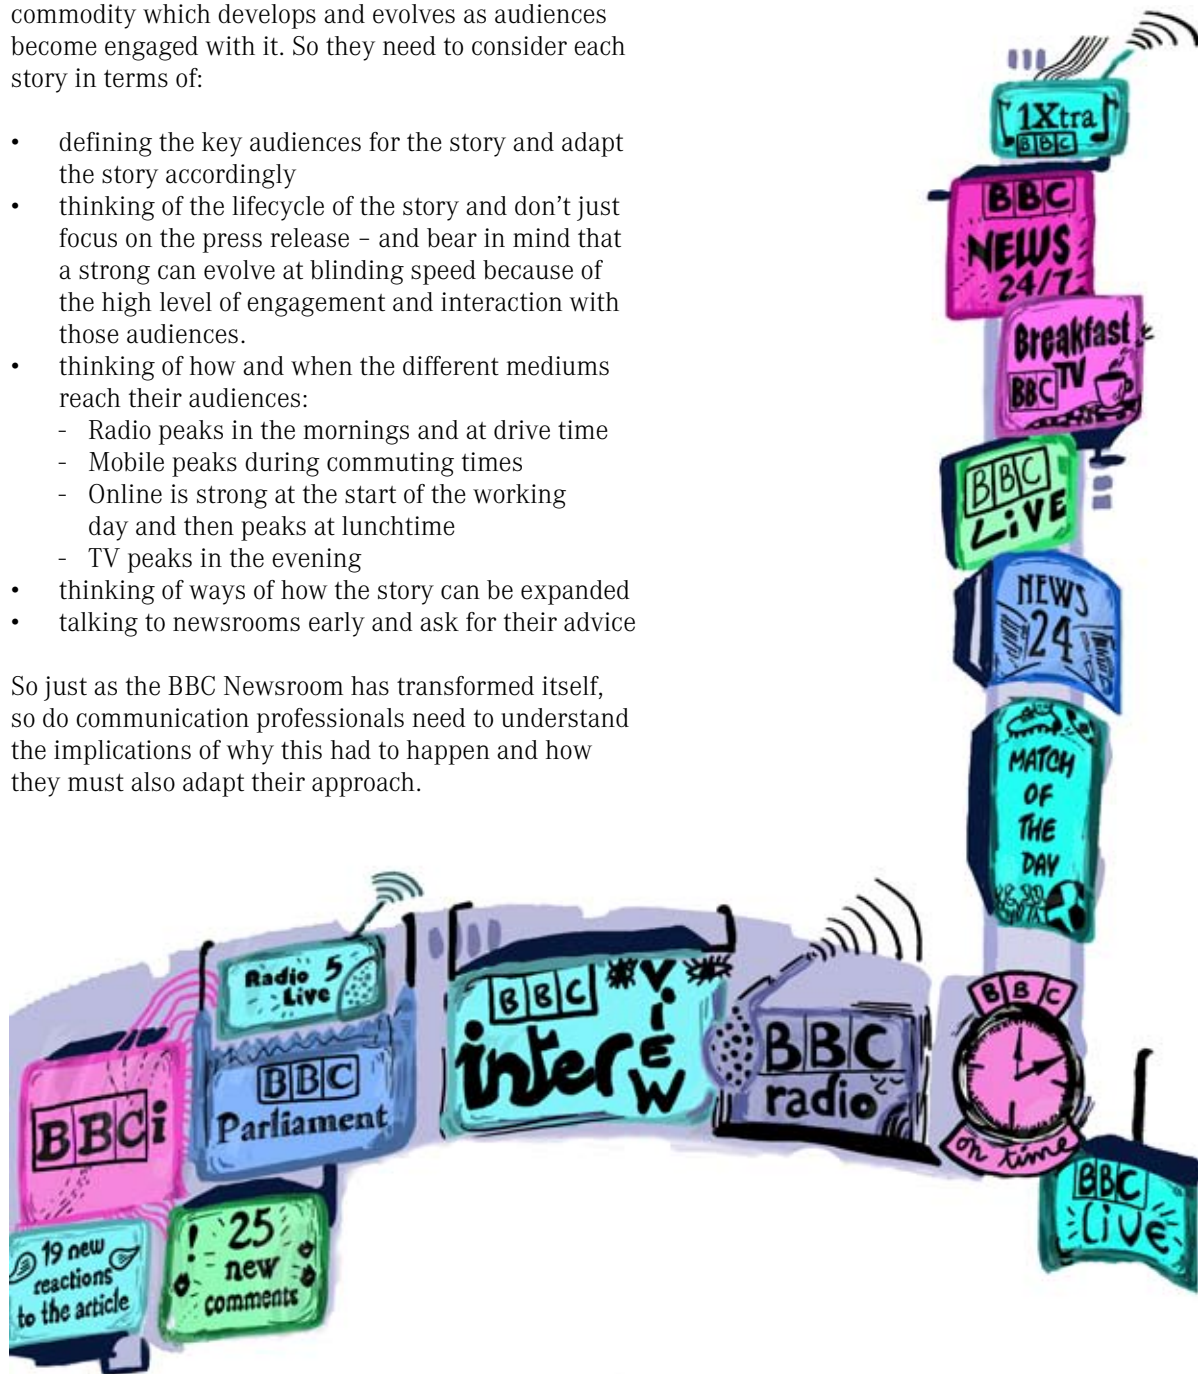 commodity which develops and evolves as audiences
become engaged with it. So they need to consider each
story in terms of:
• defining the key audiences for the story and adapt
the story accordingly
• thinking of the lifecycle of the story and don't just
focus on the press release – and bear in mind that
a strong can evolve at blinding speed because of
the high level of engagement and interaction with
those audiences.
• thinking of how and when the different mediums
reach their audiences:
- Radio peaks in the mornings and at drive time
- Mobile peaks during commuting times
- Online is strong at the start of the working
day and then peaks at lunchtime
- TV peaks in the evening
• thinking of ways of how the story can be expanded
• talking to newsrooms early and ask for their advice
So just as the BBC Newsroom has transformed itself,
so do communication professionals need to understand
the implications of why this had to happen and how
they must also adapt their approach.
1Xtra
BBC
BBC
NEWS
24/7
Breakfast
BBC TV
BBC
LiVE
NEWS
24
MATCH
OF
THE
DAY
Radio 5
Live
BBCi
BBC
Parliament
BBC
interViEW
BBC
radio
BBC
on time
BBC
LiVE
19 new
reactions
to the article
! 25
new
comments